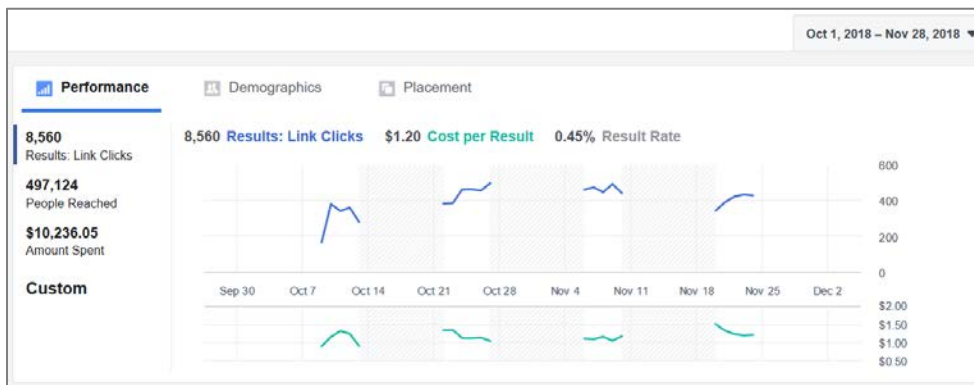 Oct 1, 2018 – Nov 28, 2018
Performance
Demographics
Placement
8,560
Results: Link Clicks
497,124
People Reached
$10,236.05
Amount Spent
Custom
8,560 Results: Link Clicks $1.20 Cost per Result 0.45% Result Rate
600
400
200
0
Sep 30 Oct 7 Oct 14 Oct 21 Oct 28 Nov 4 Nov 11 Nov 18 Nov 25 Dec 2
$2.00
$1.50
$1.00
$0.50